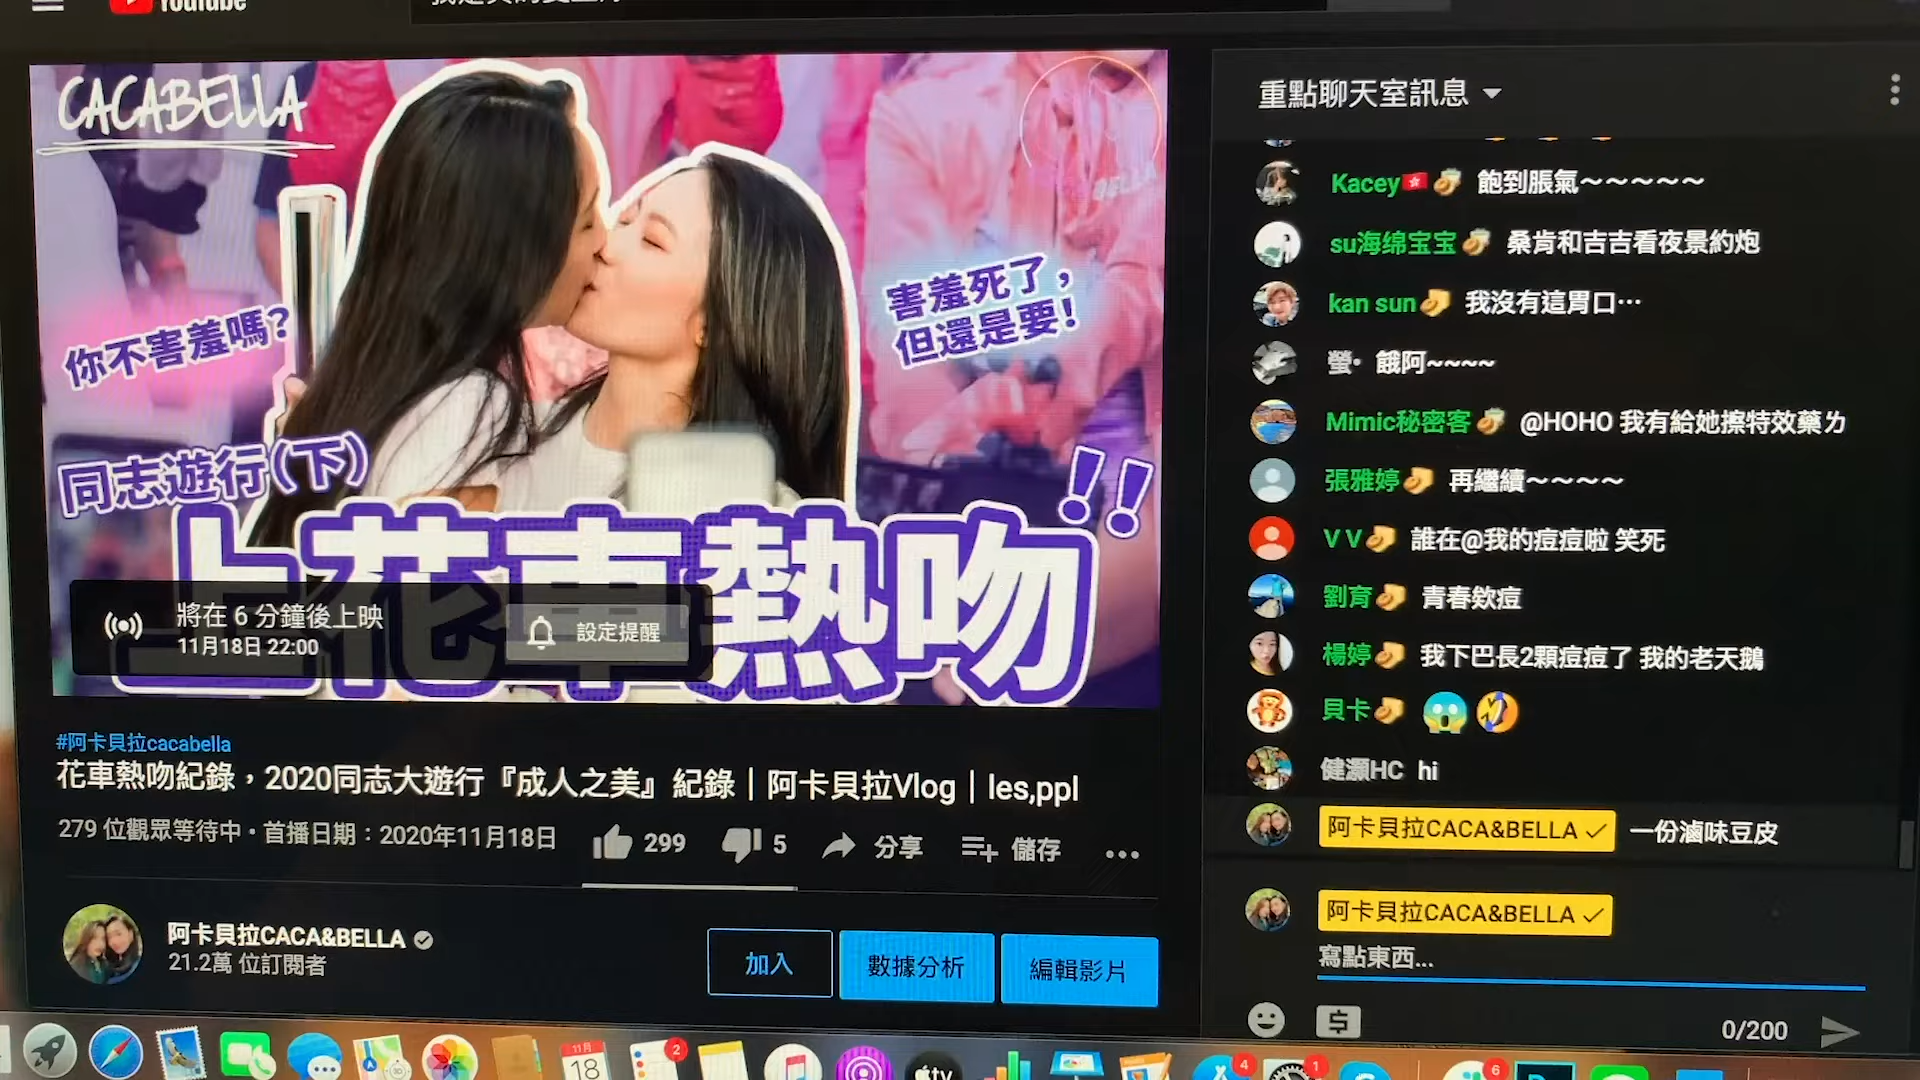 YouTube
CACABELLA
BELLA
你不害羞嗎?
害羞死了，
但還是要!
同志遊行(下)
上花車熱吻!!
將在 6 分鐘後上映
11月18日 22:00
設定提醒
#阿卡貝拉cacabella
花車熱吻紀錄，2020同志大遊行『成人之美』紀錄｜阿卡貝拉Vlog｜les,ppl
279 位觀眾等待中・首播日期：2020年11月18日
299
5
分享
儲存
阿卡貝拉CACA&BELLA
21.2萬 位訂閱者
加入
數據分析
編輯影片
重點聊天室訊息
Kacey 飽到脹氣～～～～～
su海绵宝宝 桑肯和吉吉看夜景約炮
kan sun 我沒有這胃口⋯
螢• 餓阿~~~~
Mimic秘密客 @HOHO 我有給她擦特效藥ㄌ
張雅婷 再繼續～～～～
V V 誰在@我的痘痘啦 笑死
劉育 青春欸痘
楊婷 我下巴長2顆痘痘了 我的老天鵝
貝卡
健灝HC hi
阿卡貝拉CACA&BELLA 一份滷味豆皮
阿卡貝拉CACA&BELLA
寫點東西...
0/200
11月
18
2
tv
4
1
6